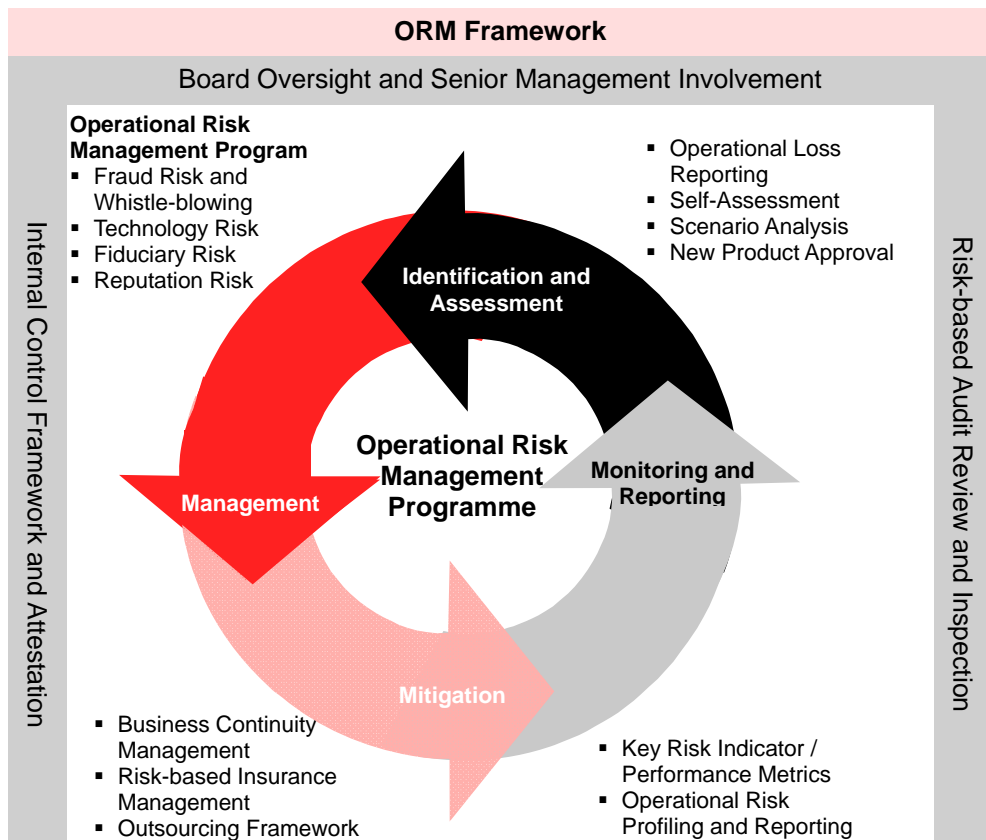 ORM Framework
Board Oversight and Senior Management Involvement
Internal Control Framework and Attestation
Operational Risk
Management Program
▪ Fraud Risk and
Whistle-blowing
▪ Technology Risk
▪ Fiduciary Risk
▪ Reputation Risk
▪ Operational Loss
Reporting
▪ Self-Assessment
▪ Scenario Analysis
▪ New Product Approval
Identification and
Assessment
Operational Risk
Management
Programme
Monitoring and
Reporting
Management
Mitigation
▪ Business Continuity
Management
▪ Risk-based Insurance
Management
▪ Outsourcing Framework
▪ Key Risk Indicator /
Performance Metrics
▪ Operational Risk
Profiling and Reporting
Risk-based Audit Review and Inspection